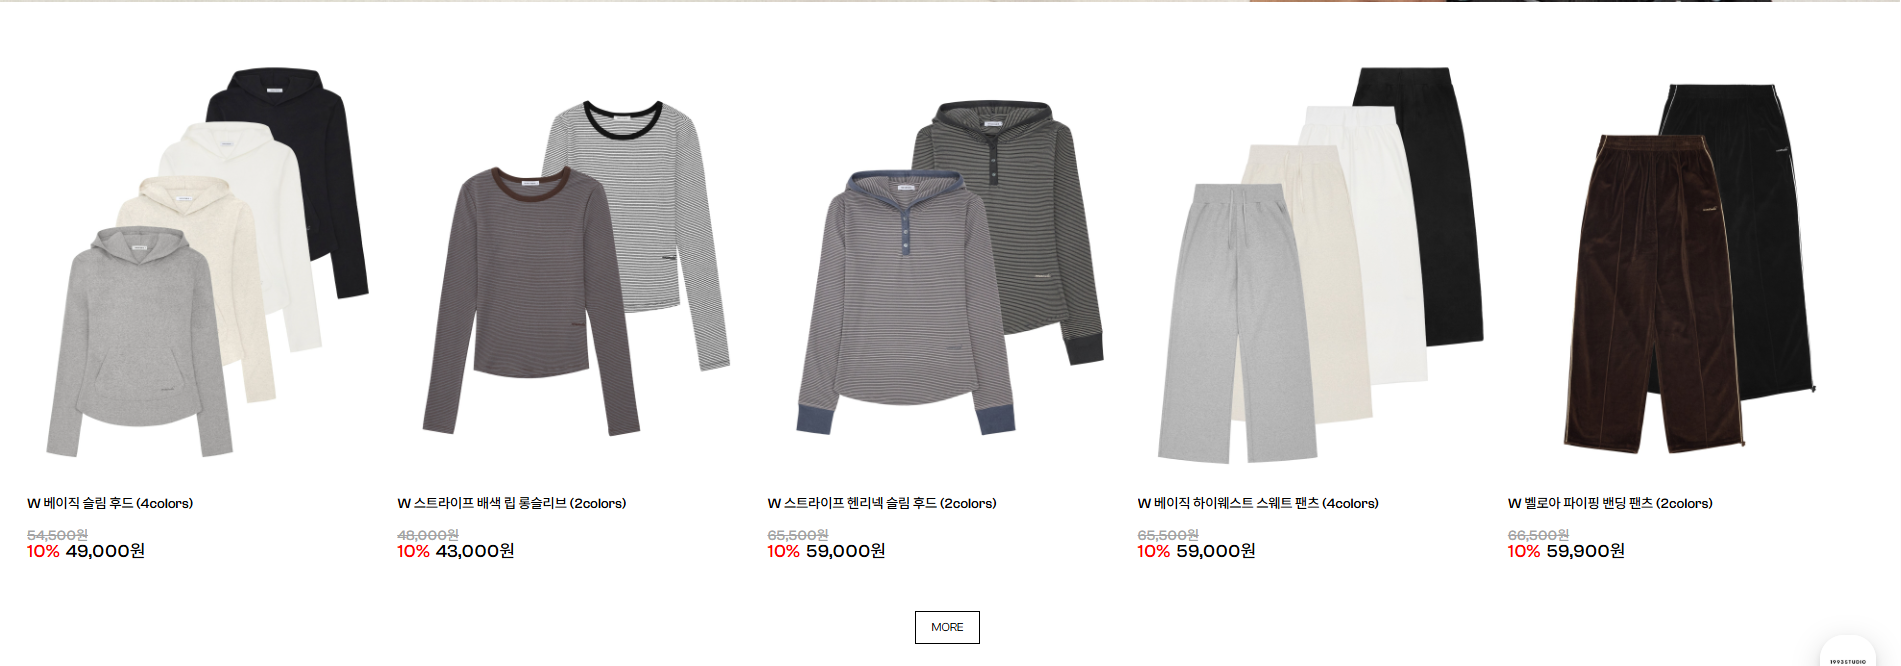 W 베이직 슬림 후드 (4colors)
54,500원
10% 49,000원
W 스트라이프 배색 립 롱슬리브 (2colors)
48,000원
10% 43,000원
W 스트라이프 헨리넥 슬림 후드 (2colors)
65,500원
10% 59,000원
W 베이직 하이웨스트 스웨트 팬츠 (4colors)
65,500원
10% 59,000원
W 벨로아 파이핑 밴딩 팬츠 (2colors)
66,500원
10% 59,900원
MORE
1993STUDIO